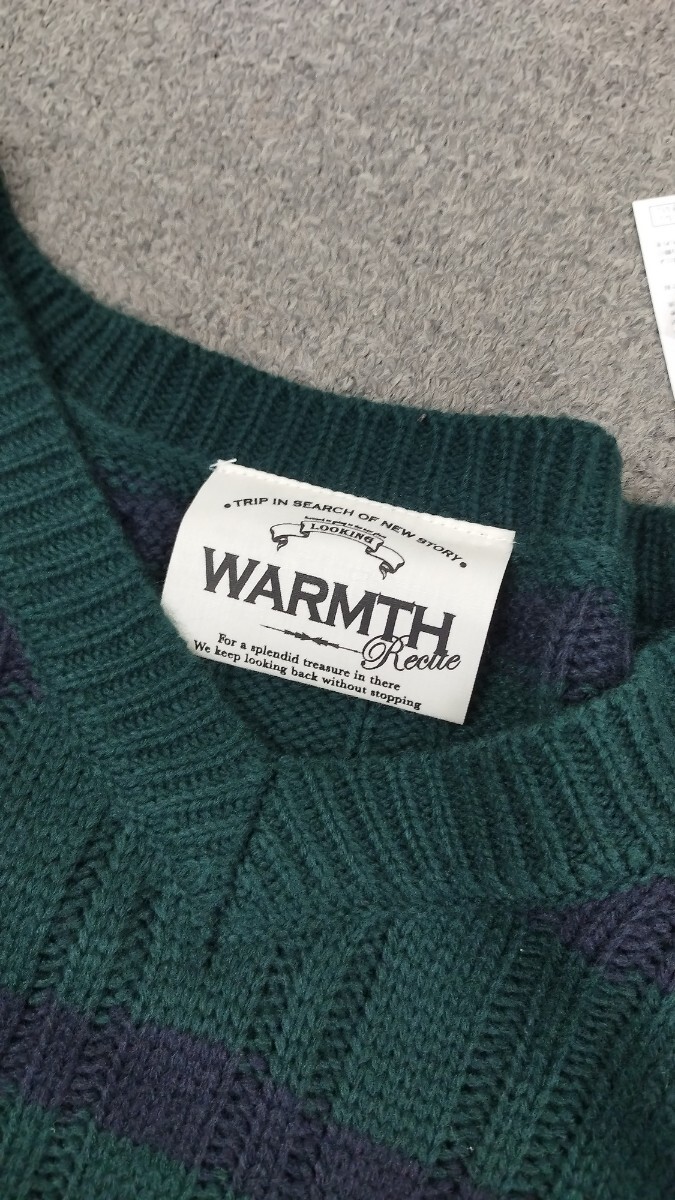 •TRIP IN SEARCH OF NEW STORY•
LOOKING
WARMTH
Recite
For a splendid treasure in there
We keep looking back without stopping